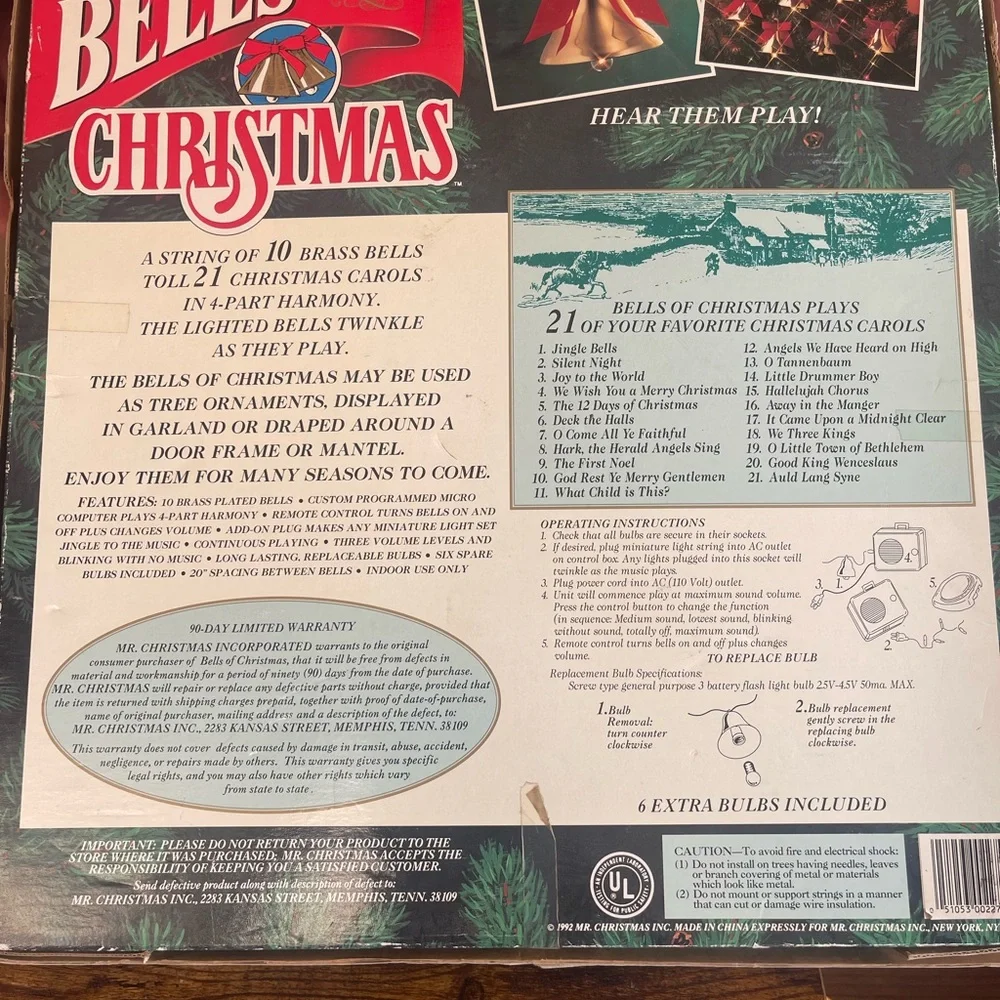 BELLS
CHRISTMAS™
HEAR THEM PLAY!
A STRING OF 10 BRASS BELLS
TOLL 21 CHRISTMAS CAROLS
IN 4-PART HARMONY.
THE LIGHTED BELLS TWINKLE
AS THEY PLAY.
THE BELLS OF CHRISTMAS MAY BE USED
AS TREE ORNAMENTS, DISPLAYED
IN GARLAND OR DRAPED AROUND A
DOOR FRAME OR MANTEL.
ENJOY THEM FOR MANY SEASONS TO COME.
FEATURES: 10 BRASS PLATED BELLS • CUSTOM PROGRAMMED MICRO
COMPUTER PLAYS 4-PART HARMONY • REMOTE CONTROL TURNS BELLS ON AND
OFF PLUS CHANGES VOLUME • ADD-ON PLUG MAKES ANY MINIATURE LIGHT SET
JINGLE TO THE MUSIC • CONTINUOUS PLAYING • THREE VOLUME LEVELS AND
BLINKING WITH NO MUSIC • LONG LASTING, REPLACEABLE BULBS • SIX SPARE
BULBS INCLUDED • 20" SPACING BETWEEN BELLS • INDOOR USE ONLY
90-DAY LIMITED WARRANTY
MR. CHRISTMAS INCORPORATED warrants to the original
consumer purchaser of Bells of Christmas, that it will be free from defects in
material and workmanship for a period of ninety (90) days from the date of purchase.
MR. CHRISTMAS will repair or replace any defective parts without charge, provided that
the item is returned with shipping charges prepaid, together with proof of date-of-purchase,
name of original purchaser, mailing address and a description of the defect, to:
MR. CHRISTMAS INC., 2283 KANSAS STREET, MEMPHIS, TENN. 38109
This warranty does not cover defects caused by damage in transit, abuse, accident,
negligence, or repairs made by others. This warranty gives you specific
legal rights, and you may also have other rights which vary
from state to state.
IMPORTANT: PLEASE DO NOT RETURN YOUR PRODUCT TO THE
STORE WHERE IT WAS PURCHASED; MR. CHRISTMAS ACCEPTS THE
RESPONSIBILITY OF KEEPING YOU A SATISFIED CUSTOMER.
Send defective product along with description of defect to:
MR. CHRISTMAS INC., 2283 KANSAS STREET, MEMPHIS, TENN. 38109
BELLS OF CHRISTMAS PLAYS
21 OF YOUR FAVORITE CHRISTMAS CAROLS
1. Jingle Bells
2. Silent Night
3. Joy to the World
4. We Wish You a Merry Christmas
5. The 12 Days of Christmas
6. Deck the Halls
7. O Come All Ye Faithful
8. Hark, the Herald Angels Sing
9. The First Noel
10. God Rest Ye Merry Gentlemen
11. What Child is This?
12. Angels We Have Heard on High
13. O Tannenbaum
14. Little Drummer Boy
15. Hallelujah Chorus
16. Away in the Manger
17. It Came Upon a Midnight Clear
18. We Three Kings
19. O Little Town of Bethlehem
20. Good King Wenceslaus
21. Auld Lang Syne
OPERATING INSTRUCTIONS
1. Check that all bulbs are secure in their sockets.
2. If desired, plug miniature light string into AC outlet
on control box. Any lights plugged into this socket will
twinkle as the music plays.
3. Plug power cord into AC (110 Volt) outlet.
4. Unit will commence play at maximum sound volume.
Press the control button to change the function
(in sequence: Medium sound, lowest sound, blinking
without sound, totally off, maximum sound).
5. Remote control turns bells on off plus changes
volume.
3. 1. 4. 5.
2.
TO REPLACE BULB
Replacement Bulb Specifications:
Screw type general purpose 3 battery flash light bulb 2.5V-4.5V 50ma. MAX.
1. Bulb
Removal:
turn counter
clockwise
2. Bulb replacement
gently screw in the
replacing bulb
clockwise.
6 EXTRA BULBS INCLUDED
AN INDEPENDENT LABORATORY
UL
TESTING FOR PUBLIC SAFETY
CAUTION—To avoid fire and electrical shock:
(1) Do not install on trees having needles, leaves
or branch covering of metal or materials
which look like metal.
(2) Do not mount or support strings in a manner
that can cut or damage wire insulation.
0 51053 00227
© 1992 MR. CHRISTMAS INC. MADE IN CHINA EXPRESSLY FOR MR. CHRISTMAS INC., NEW YORK, NY